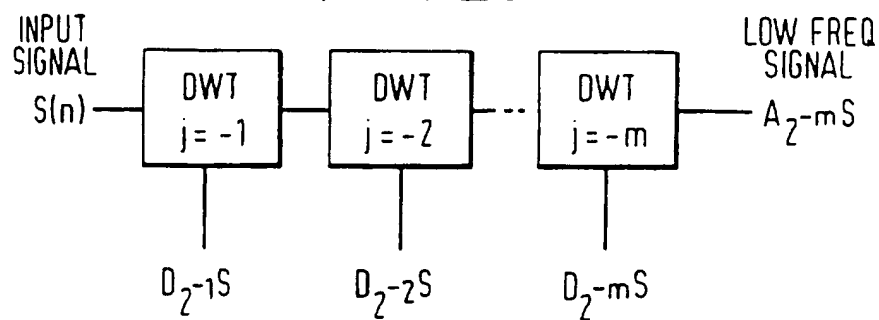 INPUT
SIGNAL
S(n)
DWT
j = -1
DWT
j = -2
DWT
j = -m
LOW FREQ
SIGNAL
A2-mS
D2-1S
D2-2S
D2-mS